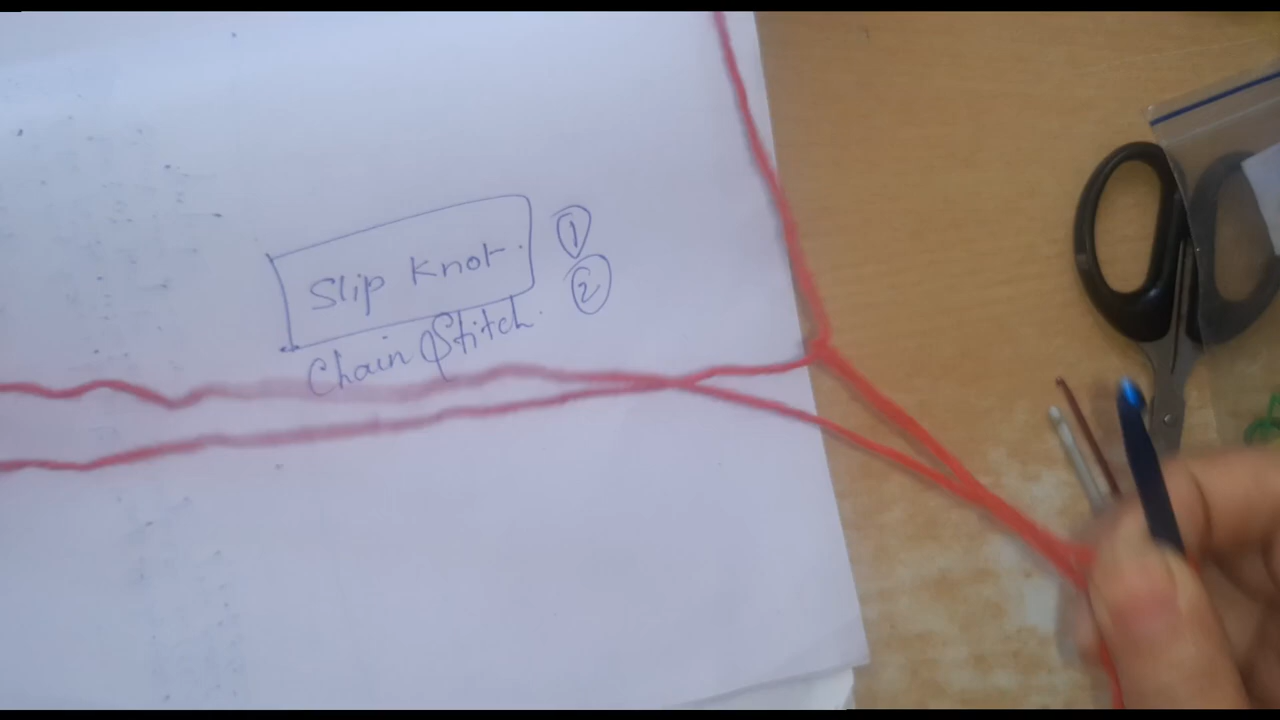 Slip Knot. ①
Chain Stitch. ②